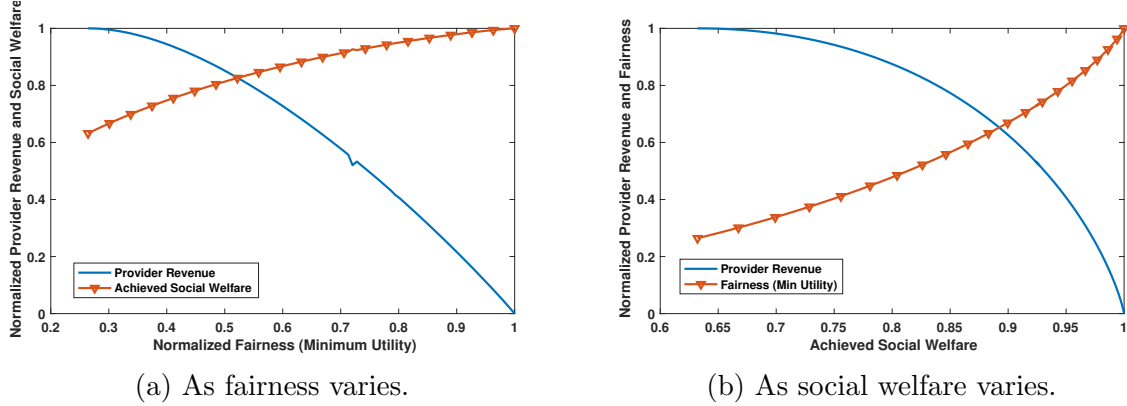 Normalized Provider Revenue and Social Welfare
1
0.8
0.6
0.4
0.2
0
Provider Revenue
Achieved Social Welfare
0.2 0.3 0.4 0.5 0.6 0.7 0.8 0.9 1
Normalized Fairness (Minimum Utility)
(a) As fairness varies.
Normalized Provider Revenue and Fairness
1
0.8
0.6
0.4
0.2
0
Provider Revenue
Fairness (Min Utility)
0.6 0.65 0.7 0.75 0.8 0.85 0.9 0.95 1
Achieved Social Welfare
(b) As social welfare varies.